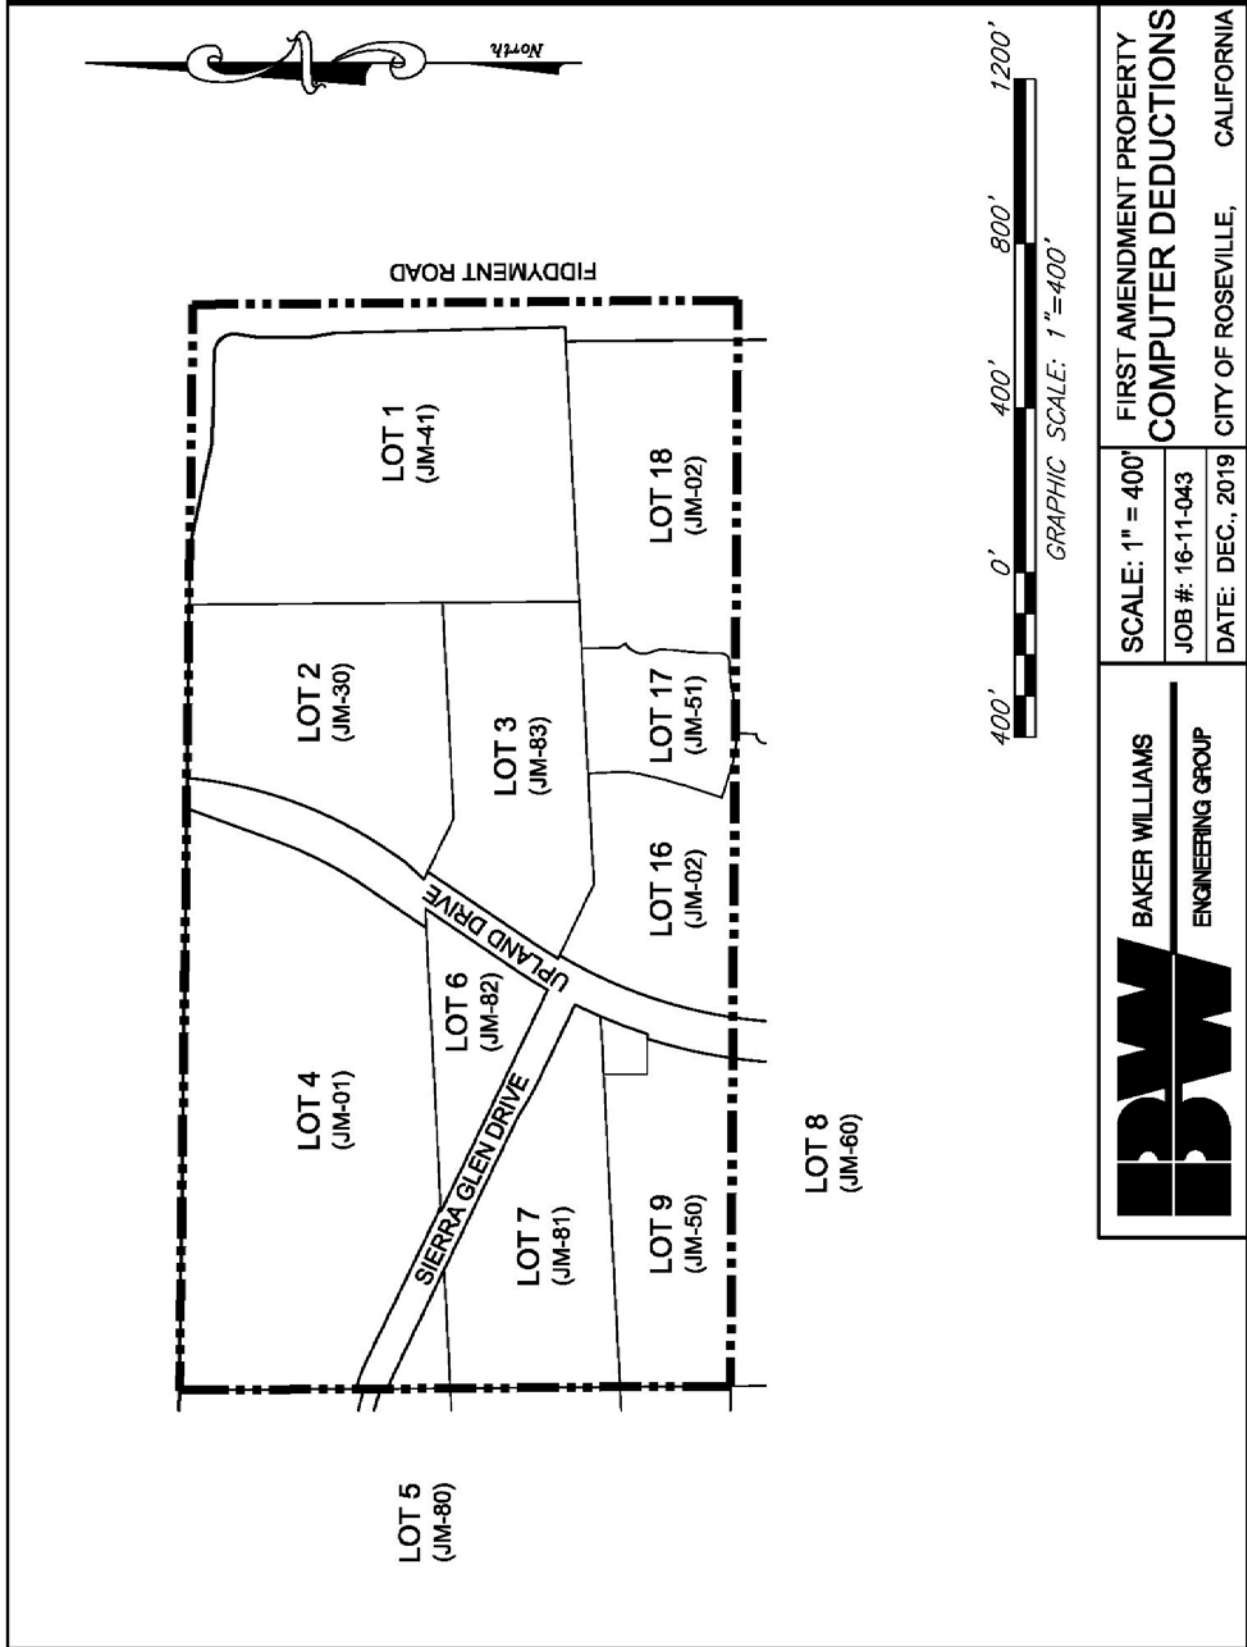 North
FIDDYMENT ROAD
LOT 1
(JM-41)
LOT 2
(JM-30)
LOT 3
(JM-83)
LOT 4
(JM-01)
LOT 5
(JM-80)
LOT 6
(JM-82)
LOT 7
(JM-81)
LOT 8
(JM-60)
LOT 9
(JM-50)
LOT 16
(JM-02)
LOT 17
(JM-51)
LOT 18
(JM-02)
UPLAND DRIVE
SIERRA GLEN DRIVE
400' 0' 400' 800' 1200'
GRAPHIC SCALE: 1"=400'
BW
BAKER WILLIAMS
ENGINEERING GROUP
SCALE: 1" = 400'
JOB #: 16-11-043
DATE: DEC., 2019
FIRST AMENDMENT PROPERTY
COMPUTER DEDUCTIONS
CITY OF ROSEVILLE, CALIFORNIA